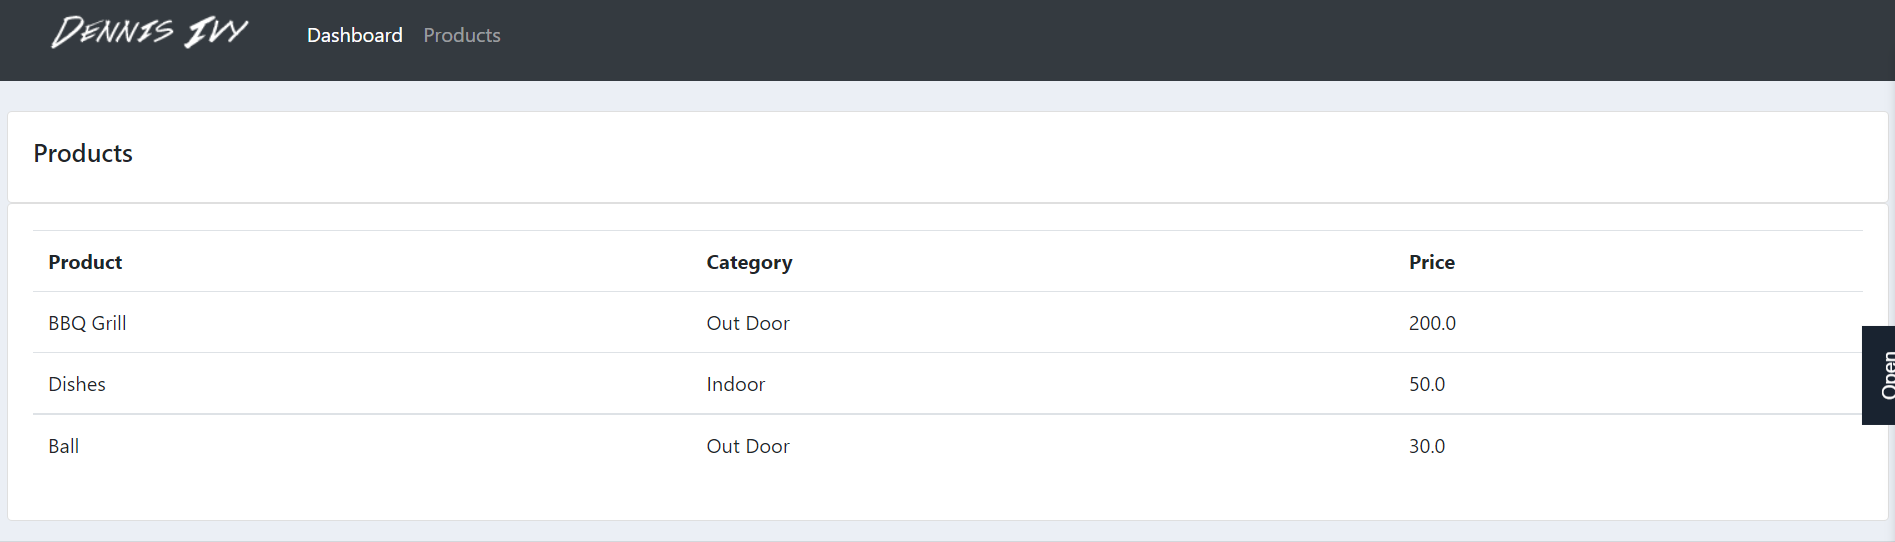 DENNIS IVY Dashboard Products
Products
Product Category Price
BBQ Grill Out Door 200.0
Dishes Indoor 50.0
Ball Out Door 30.0
Open